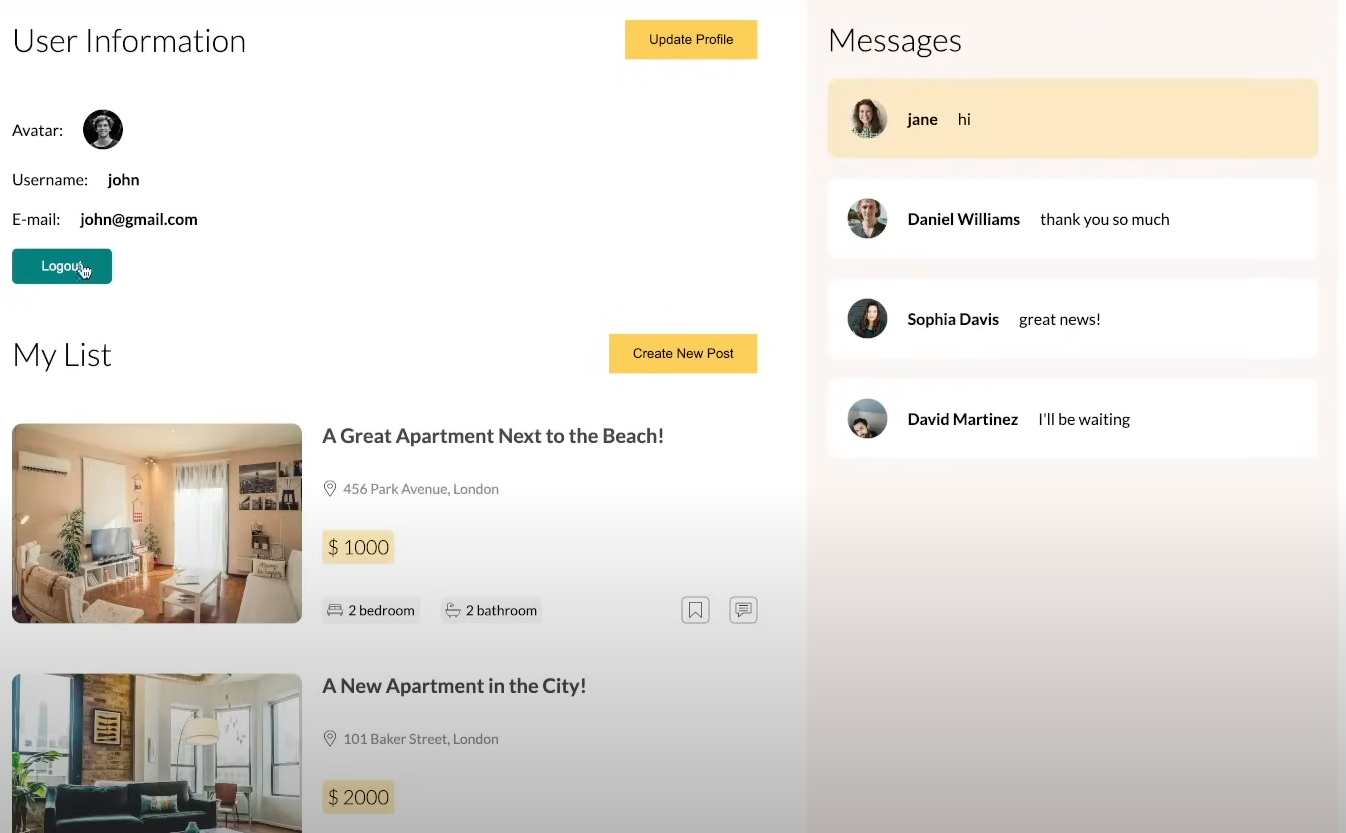 User Information
Update Profile
Avatar:
Username: john
E-mail: john@gmail.com
Logout
My List
Create New Post
A Great Apartment Next to the Beach!
456 Park Avenue, London
$ 1000
2 bedroom
2 bathroom
A New Apartment in the City!
101 Baker Street, London
$ 2000
Messages
jane hi
Daniel Williams thank you so much
Sophia Davis great news!
David Martinez I'll be waiting